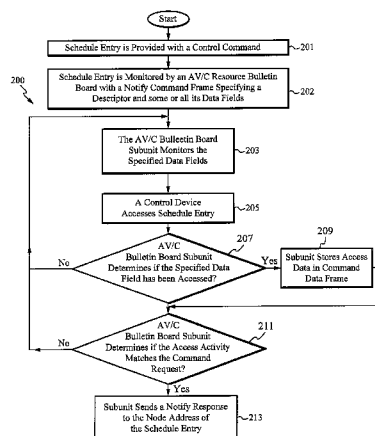 Start
Schedule Entry is Provided with a Control Command
201
Schedule Entry is Monitored by an AV/C Resource Bulletin
Board with a Notify Command Frame Specifying a
Descriptor and some or all its Data Fields
202
200
The AV/C Bulleetin Board
Subunit Monitors the
Specified Data Fields
203
A Control Device
Accesses Schedule Entry
205
AV/C
Bulletin Board Subunit
Determines if the Specified Data
Field has been Accessed?
207
No
Yes
209
Subunit Stores Access
Data in Command
Data Frame
AV/C
Bulletin Board Subunit
Determines if the Access Activity
Matches the Command
Request?
211
No
Yes
Subunit Sends a Notify Response
to the Node Address of
the Schedule Entry
213